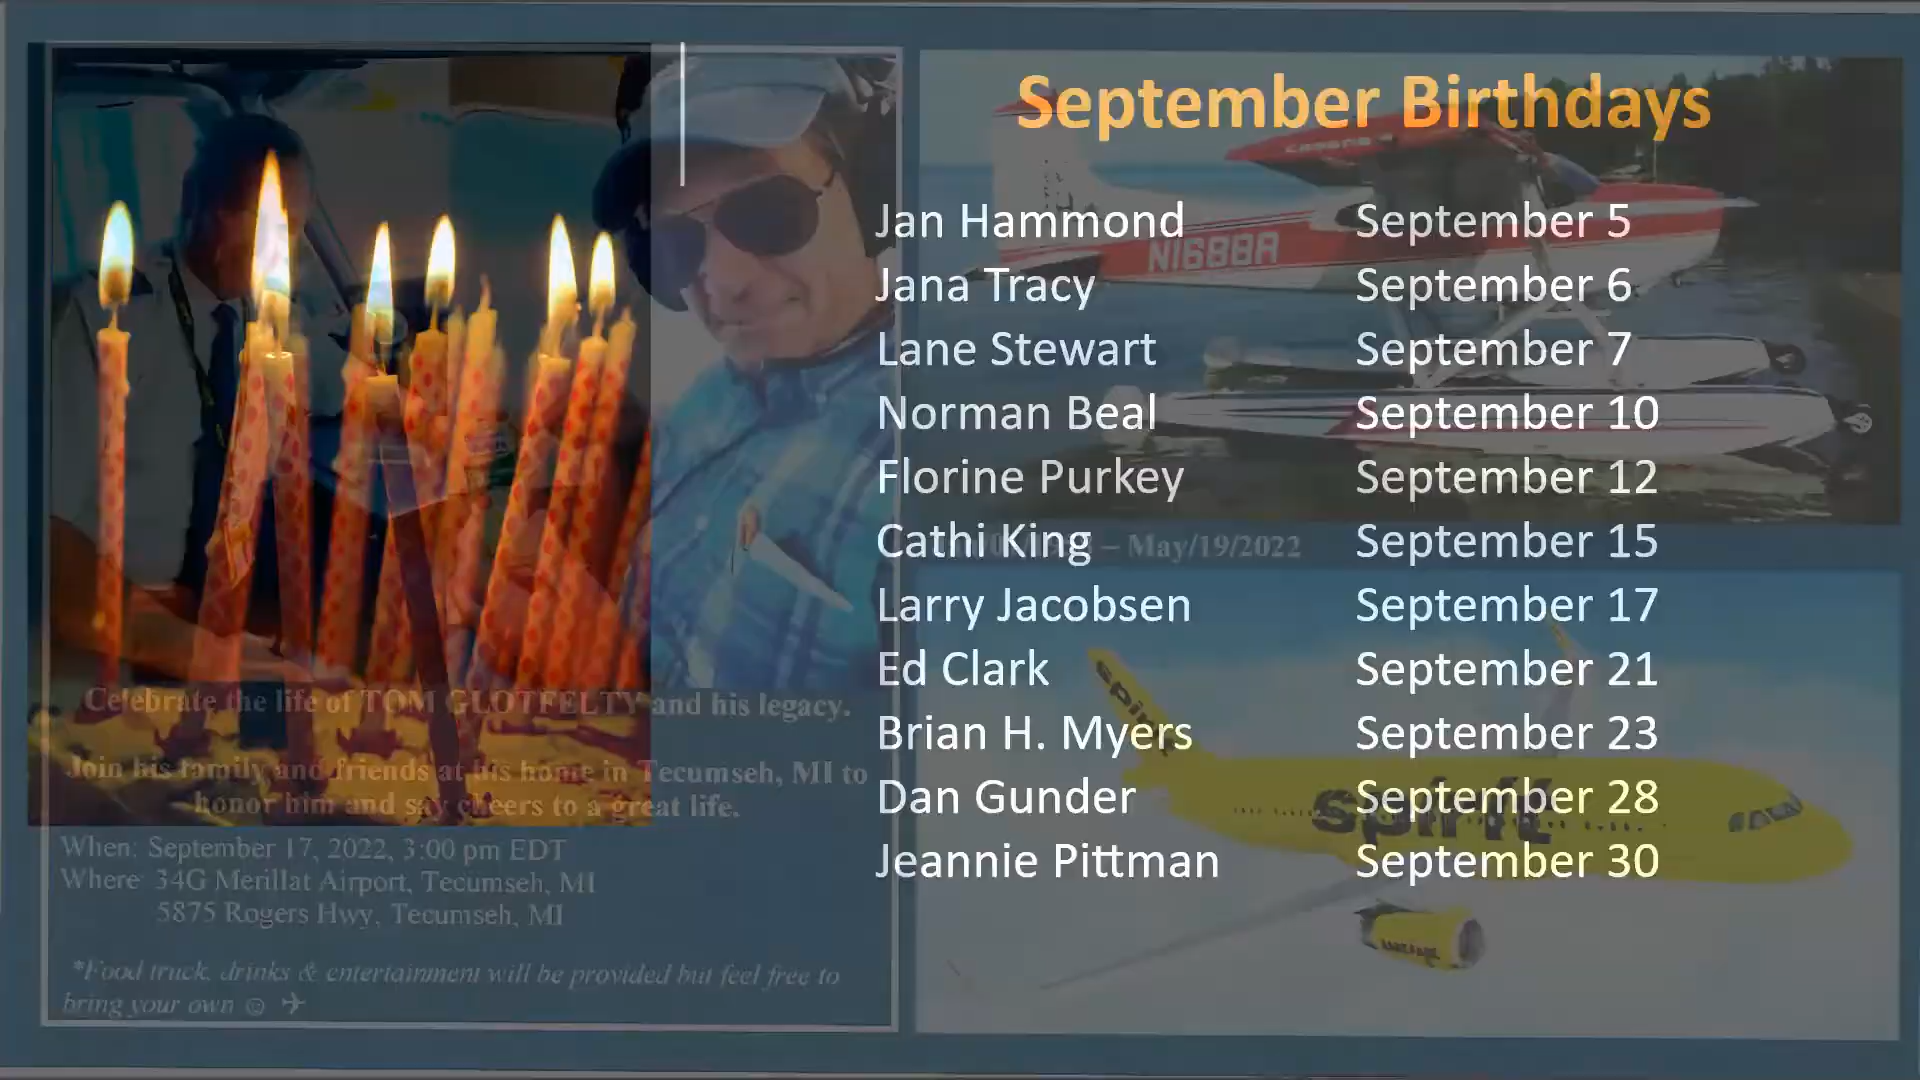 September Birthdays
Jan Hammond September 5
Jana Tracy September 6
Lane Stewart September 7
Norman Beal September 10
Florine Purkey September 12
Cathi King September 15
Larry Jacobsen September 17
Ed Clark September 21
Brian H. Myers September 23
Dan Gunder September 28
Jeannie Pittman September 30
Cessna
N1688R
– May/19/2022
spirit
spirit
Celebrate the life of TOM GLOTFELTY and his legacy.
Join his family and friends at his home in Tecumseh, MI to
honor him and say cheers to a great life.
When: September 17, 2022, 3:00 pm EDT
Where: 34G Merillat Airport, Tecumseh, MI
5875 Rogers Hwy, Tecumseh, MI
*Food truck, drinks & entertainment will be provided but feel free to
bring your own ☺ ✈